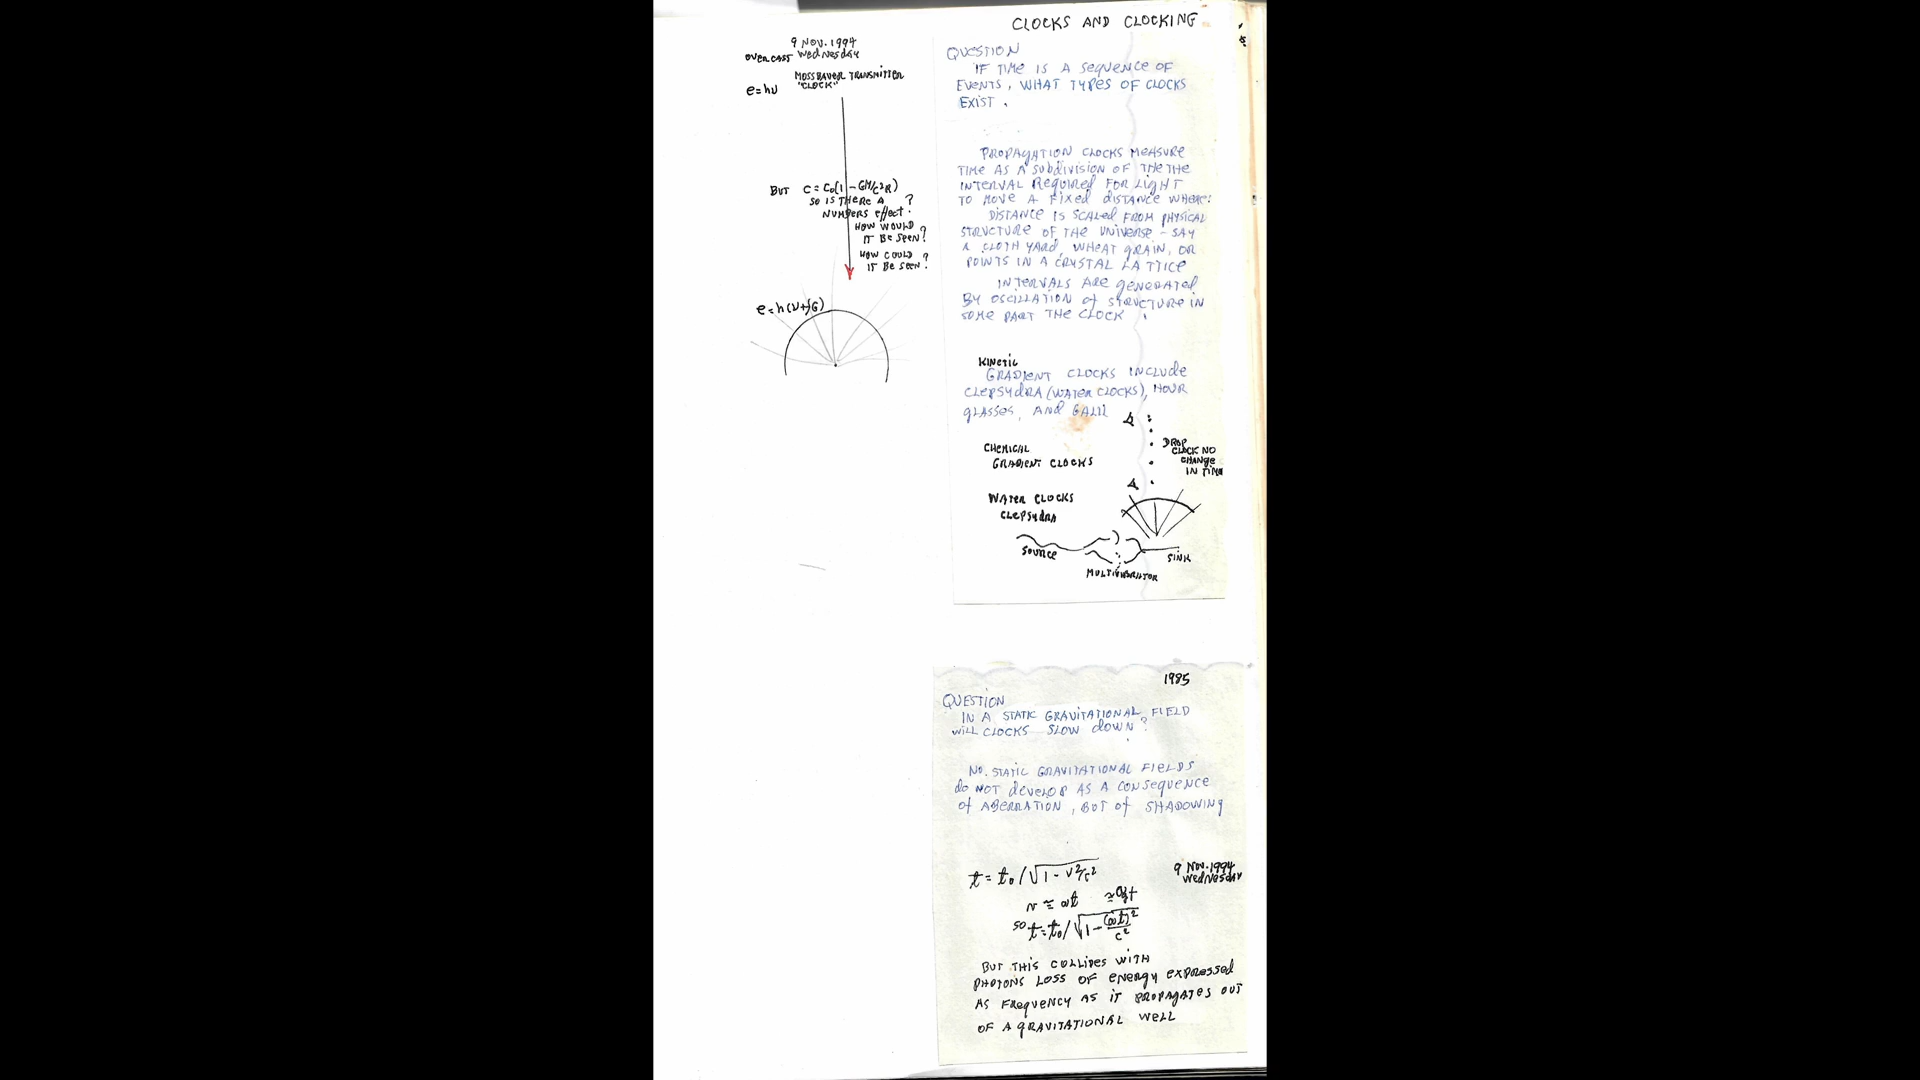 CLOCKS AND CLOCKING
9 NOV. 1994
OVERCAST WEDNESDAY
MOSSBAUER TRANSMITTER
"CLOCK"
e=hν
BUT C = C₀(1 - GM/c²R)
SO IS THERE A ?
NUMBERS EFFECT.
HOW WOULD ?
IT BE SEEN?
HOW COULD ?
IT BE SEEN?
QUESTION
IF TIME IS A SEQUENCE OF
EVENTS, WHAT TYPES OF CLOCKS
EXIST.
PROPAGATION CLOCKS MEASURE
TIME AS A SUBDIVISION OF THE THE
INTERVAL REQUIRED FOR LIGHT
TO MOVE A FIXED DISTANCE WHERE:
DISTANCE IS SCALED FROM PHYSICAL
STRUCTURE OF THE UNIVERSE - SAY
A CLOTH YARD, WHEAT GRAIN, OR
POINTS IN A CRYSTAL LATTICE
INTERVALS ARE GENERATED
BY OSCILLATION OF STRUCTURE IN
SOME PART THE CLOCK.
KINETIC
GRADIENT CLOCKS INCLUDE
CLEPSYDRA (WATER CLOCKS), HOUR
GLASSES, AND GALII
DROP
CLOCK NO
CHANGE
IN TIME
CHEMICAL
GRADIENT CLOCKS
WATER CLOCKS
CLEPSYDRA
SOURCE
SINK
MULTIVIBRATOR
1985
QUESTION
IN A STATIC GRAVITATIONAL FIELD
WILL CLOCKS SLOW DOWN?
NO. STATIC GRAVITATIONAL FIELDS
DO NOT DEVELOP AS A CONSEQUENCE
OF ABERRATION, BUT OF SHADOWING
9 NOV. 1994
WEDNESDAY
t = t₀/√1 - v²/c²
v ≅ at
SO t = t₀/√1 - (at)²/c²
BUT THIS COLLIDES WITH
PHOTONS LOSS OF ENERGY EXPRESSED
AS FREQUENCY AS IT PROPAGATES OUT
OF A GRAVITATIONAL WELL